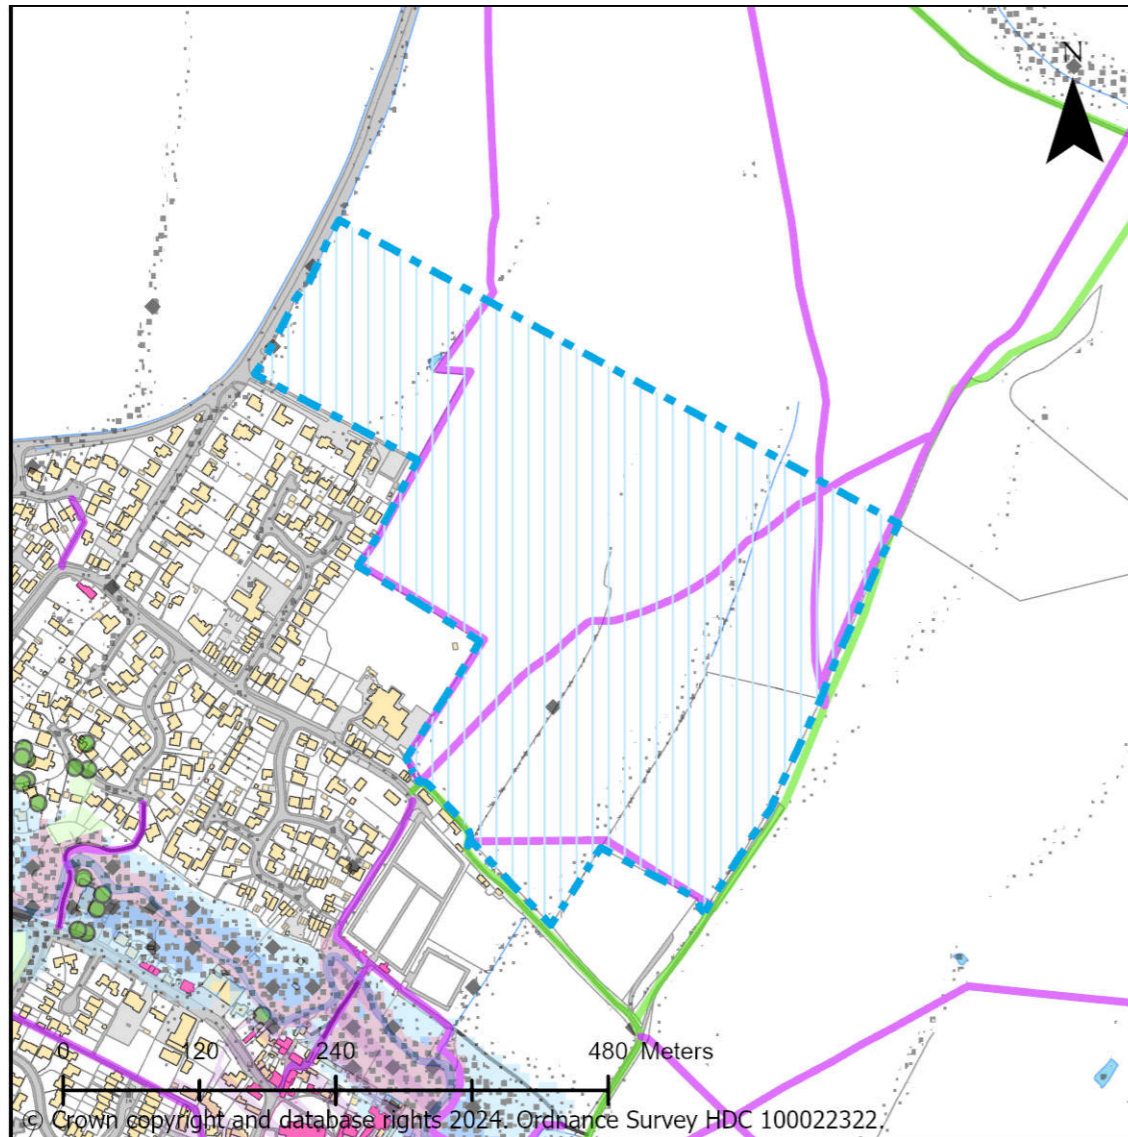 N
0 120 240 480 Meters
© Crown copyright and database rights 2024. Ordnance Survey HDC 100022322.